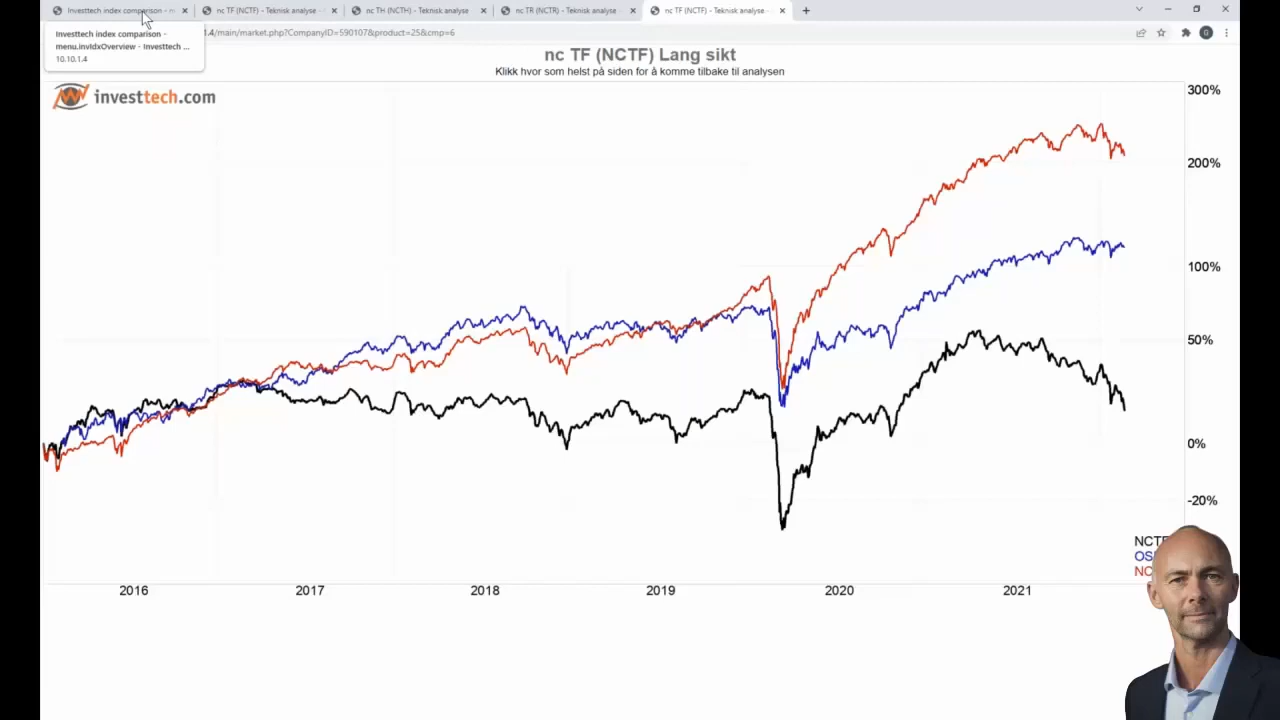 Investtech index comparison - m
nc TF (NCTF) - Teknisk analyse -
nc TH (NCTH) - Teknisk analyse
nc TR (NCTR) - Teknisk analyse
nc TF (NCTF) - Teknisk analyse -
Investtech index comparison -
menu.invIdxOverview - Investtech ...
10.10.1.4
1.4/main/market.php?CompanyID=590107&product=25&cmp=6
G
nc TF (NCTF) Lang sikt
Klikk hvor som helst på siden for å komme tilbake til analysen
investtech.com
300%
200%
100%
50%
0%
-20%
NCTF
OS
NC
2016
2017
2018
2019
2020
2021